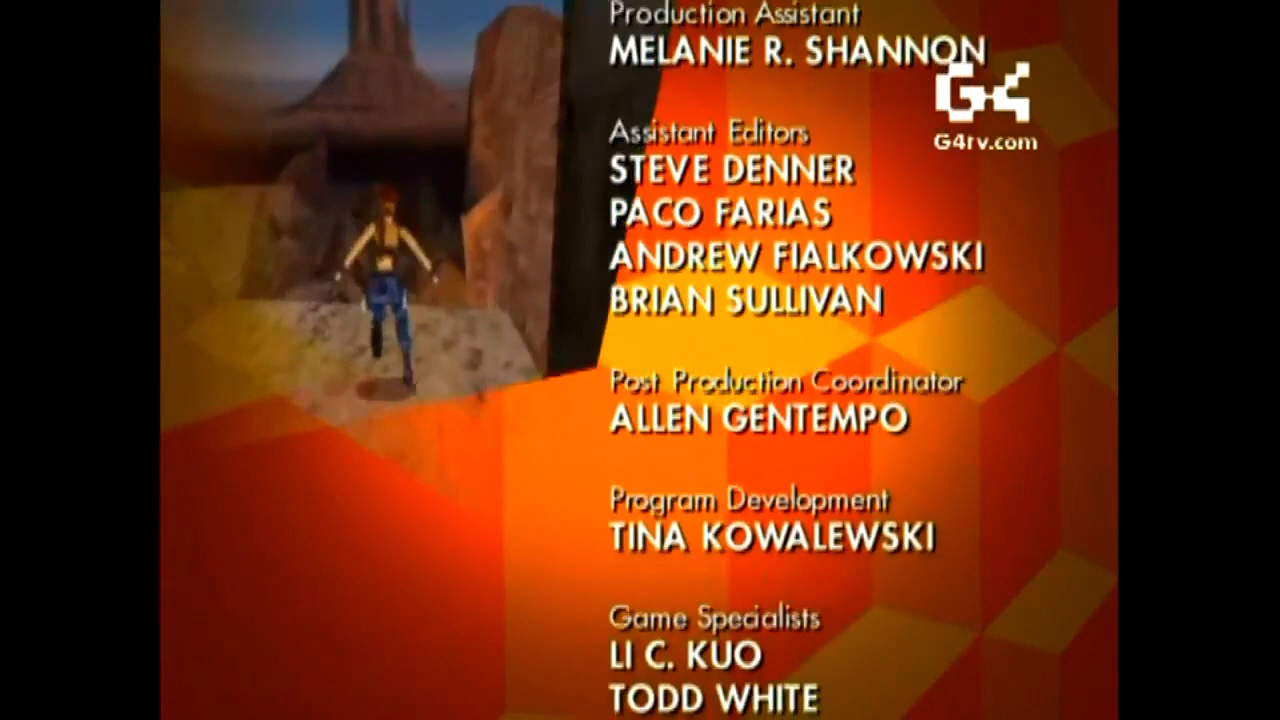 Production Assistant
MELANIE R. SHANNON
G4
G4tv.com
Assistant Editors
STEVE DENNER
PACO FARIAS
ANDREW FIALKOWSKI
BRIAN SULLIVAN
Post Production Coordinator
ALLEN GENTEMPO
Program Development
TINA KOWALEWSKI
Game Specialists
LI C. KUO
TODD WHITE